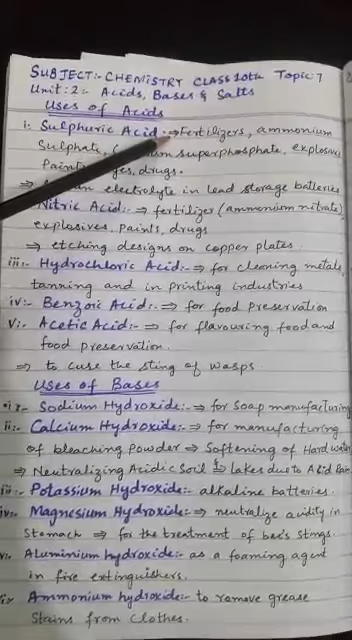 SUBJECT:- CHEMISTRY CLASS 10th Topic 7
Unit:2:- Acids, Bases & Salts
Uses of Acids
i:- Sulphuric Acid:- ⇒ Fertilizers, ammonium
Sulphate, superphosphate, explosives
Paints, drugs.
⇒ an electrolyte in lead storage batteries
Nitric Acid:- ⇒ fertilizer (ammonium nitrate),
explosives, paints, drugs
⇒ etching designs on copper plates.
iii:- Hydrochloric Acid:- ⇒ for cleaning metals,
tanning and in printing industries
iv:- Benzoic Acid:- ⇒ for food preservation
v:- Acetic Acid:- ⇒ for flavouring food and
food preservation.
⇒ to cuse the sting of wasps.
Uses of Bases
i:- Sodium Hydroxide:- ⇒ for soap manufacturing
ii:- Calcium Hydroxide:- ⇒ for manufacturing
of bleaching powder ⇒ Softening of Hard water
⇒ Neutralizing Acidic soil & lakes due to Acid Rain.
iii:- Potassium Hydroxide:- alkaline batteries.
iv:- Magnesium Hydroxide:- ⇒ neutralize acidity in
Stomach ⇒ for the treatment of bee's stings.
v:- Aluminium hydroxide:- as a foaming agent
in fire extinguishers.
Ammonium hydroxide:- to remove grease
Stains from clothes.